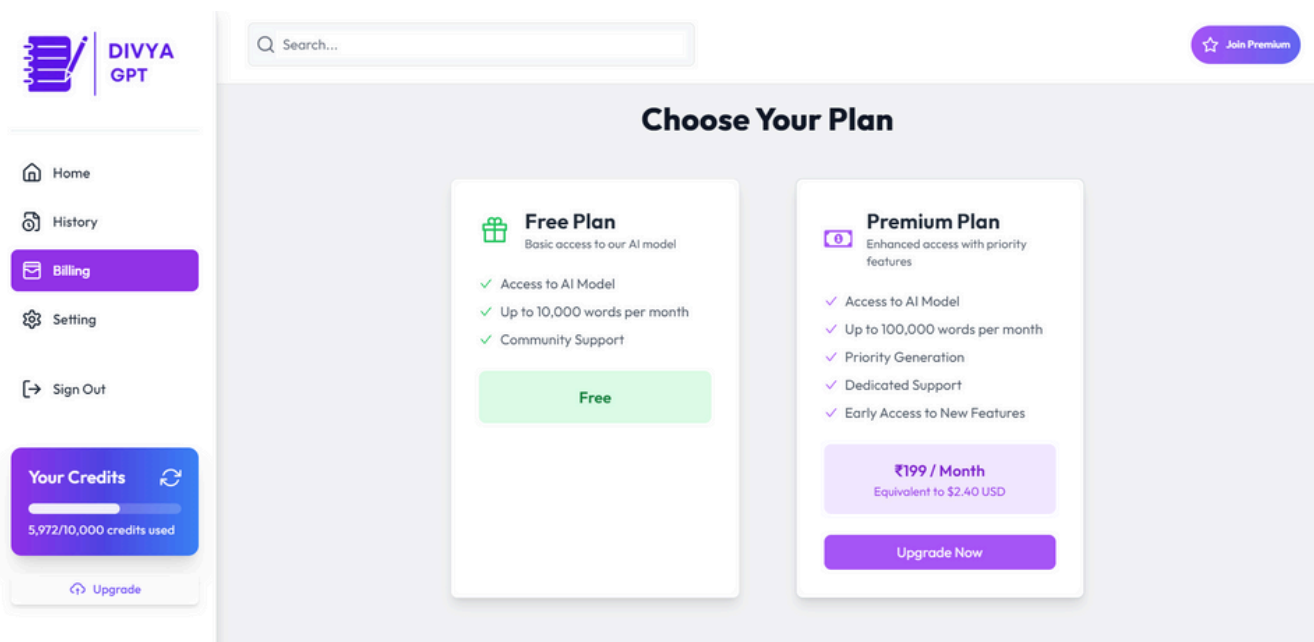 DIVYA
GPT
Search...
Join Premium
Home
History
Billing
Setting
Sign Out
Your Credits
5,972/10,000 credits used
Upgrade
Choose Your Plan
Free Plan
Basic access to our AI model
Access to AI Model
Up to 10,000 words per month
Community Support
Free
Premium Plan
Enhanced access with priority
features
Access to AI Model
Up to 100,000 words per month
Priority Generation
Dedicated Support
Early Access to New Features
₹199 / Month
Equivalent to $2.40 USD
Upgrade Now